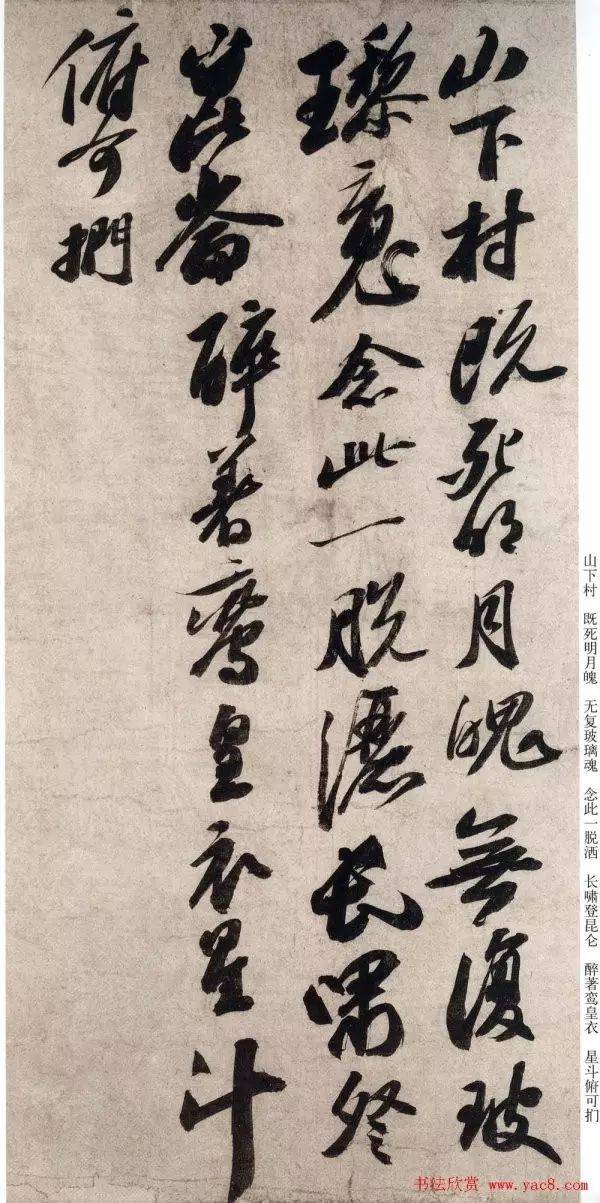 山下村既死明月魄無復玻
瓈魂念此一脱灑長嘯登
崑崙醉著鸞皇衣星斗
俯可捫
山下村 既死明月魄 无复玻璃魂 念此一脱洒 长啸登昆仑 醉著鸾皇衣 星斗俯可扪
书法欣赏 www.yac8.com